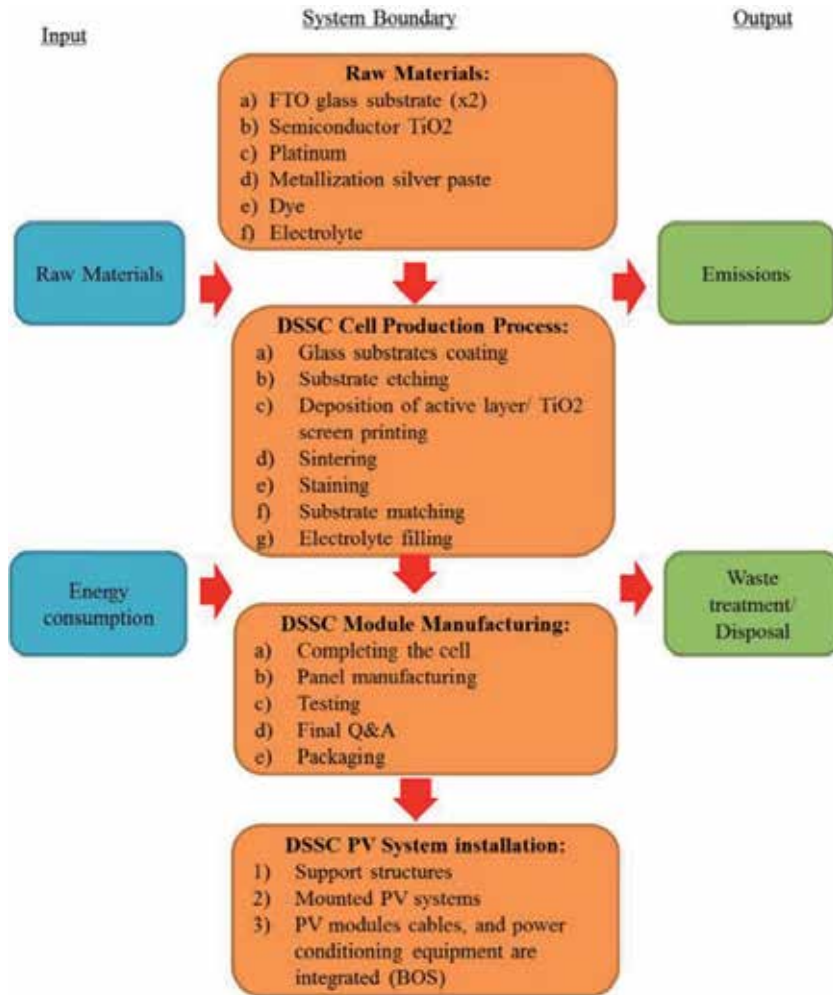 Input
System Boundary
Output
Raw Materials:
a) FTO glass substrate (x2)
b) Semiconductor TiO2
c) Platinum
d) Metallization silver paste
e) Dye
f) Electrolyte
Raw Materials
Emissions
DSSC Cell Production Process:
a) Glass substrates coating
b) Substrate etching
c) Deposition of active layer/ TiO2
screen printing
d) Sintering
e) Staining
f) Substrate matching
g) Electrolyte filling
Energy
consumption
Waste
treatment/
Disposal
DSSC Module Manufacturing:
a) Completing the cell
b) Panel manufacturing
c) Testing
d) Final Q&A
e) Packaging
DSSC PV System installation:
1) Support structures
2) Mounted PV systems
3) PV modules cables, and power
conditioning equipment are
integrated (BOS)